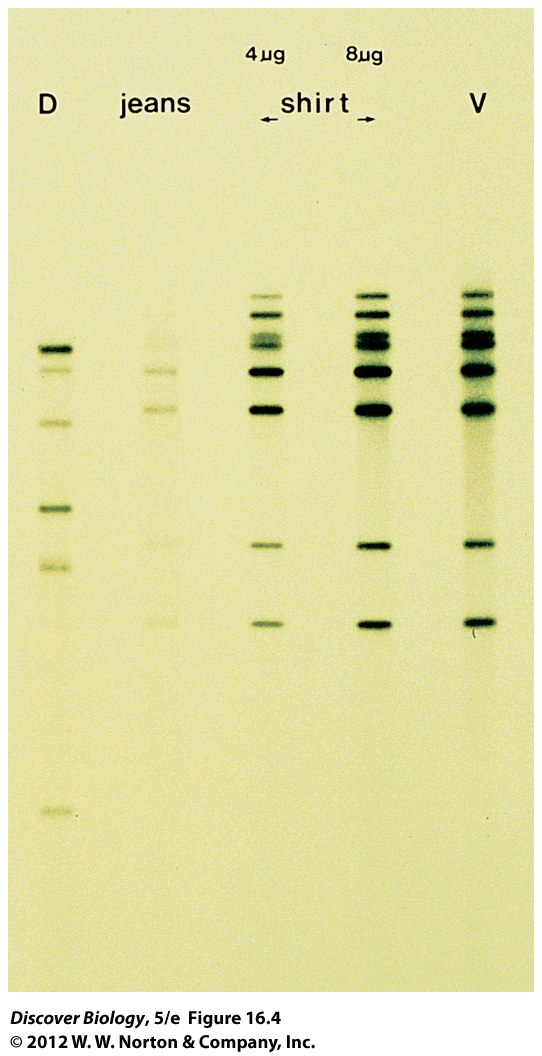 4µg 8µg
D jeans shirt V
Discover Biology, 5/e Figure 16.4
© 2012 W. W. Norton & Company, Inc.